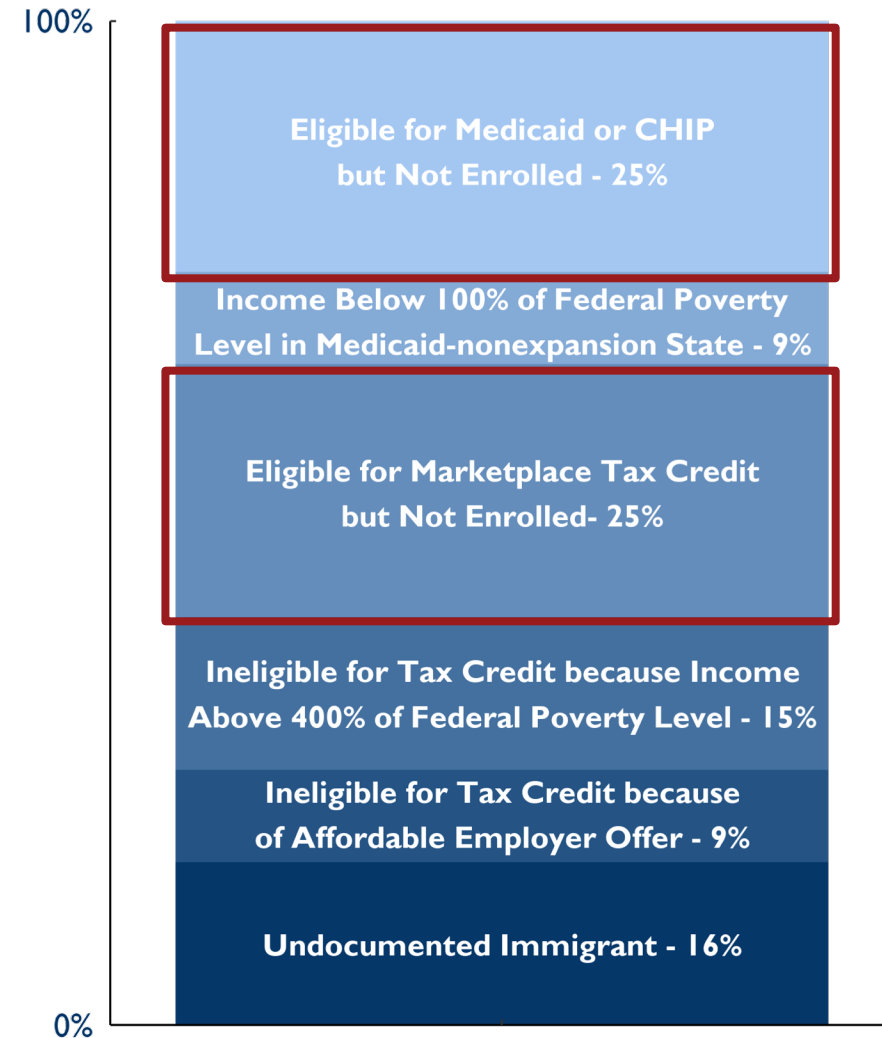 100%
Eligible for Medicaid or CHIP
but Not Enrolled - 25%
Income Below 100% of Federal Poverty
Level in Medicaid-nonexpansion State - 9%
Eligible for Marketplace Tax Credit
but Not Enrolled- 25%
Ineligible for Tax Credit because Income
Above 400% of Federal Poverty Level - 15%
Ineligible for Tax Credit because
of Affordable Employer Offer - 9%
Undocumented Immigrant - 16%
0%